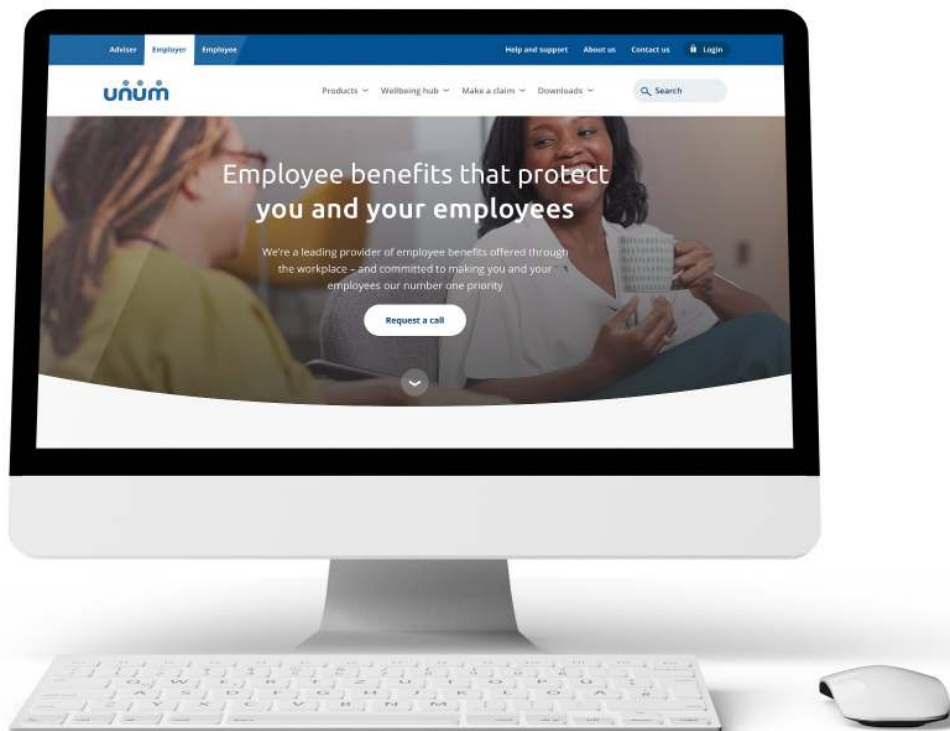 Adviser Employer Employee Help and support About us Contact us Login
unum
Products Wellbeing hub Make a claim Downloads Search
Employee benefits that protect
you and your employees
We're a leading provider of employee benefits offered through
the workplace – and committed to making you and your
employees our number one priority
Request a call
Q W E R T Z U I O P Ü
A S D F G H J K L Ö Ä
Y X C V B N M